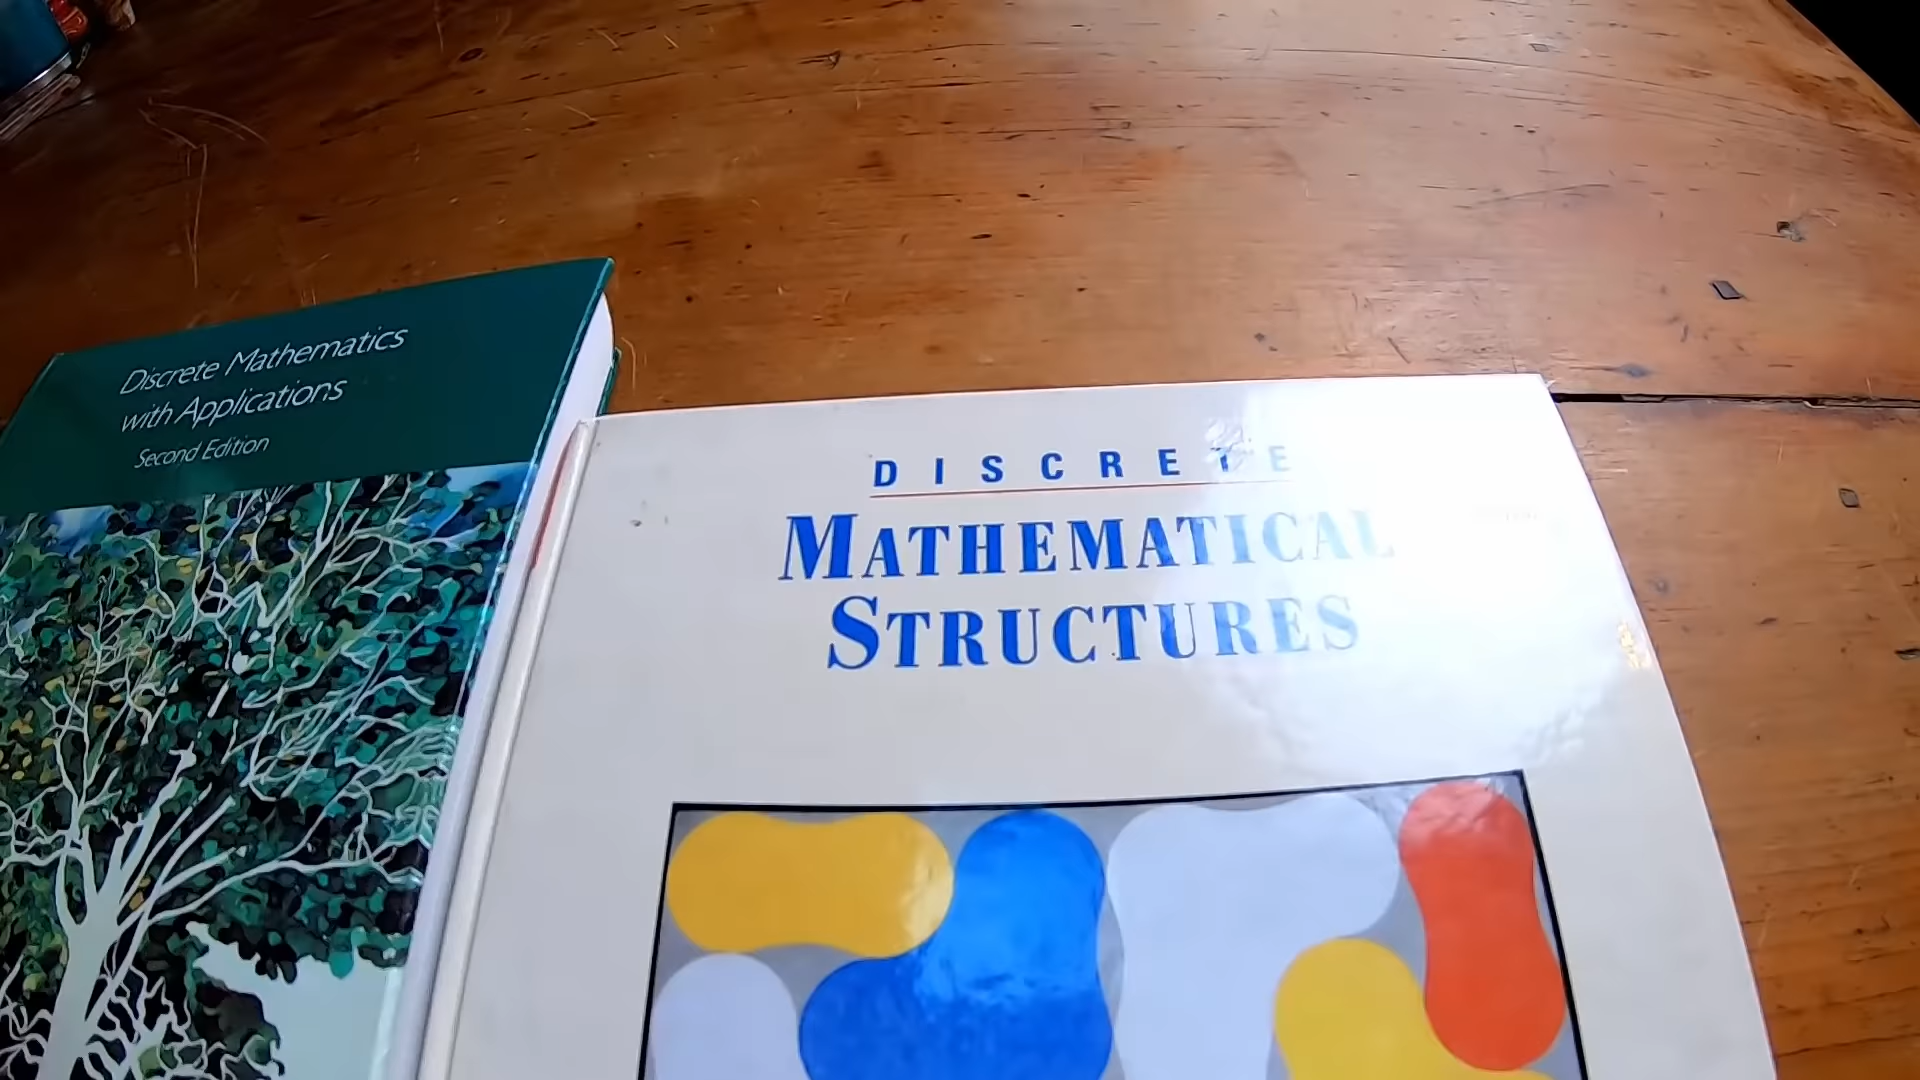 Discrete Mathematics
with Applications
Second Edition
DISCRETE
MATHEMATICAL
STRUCTURES